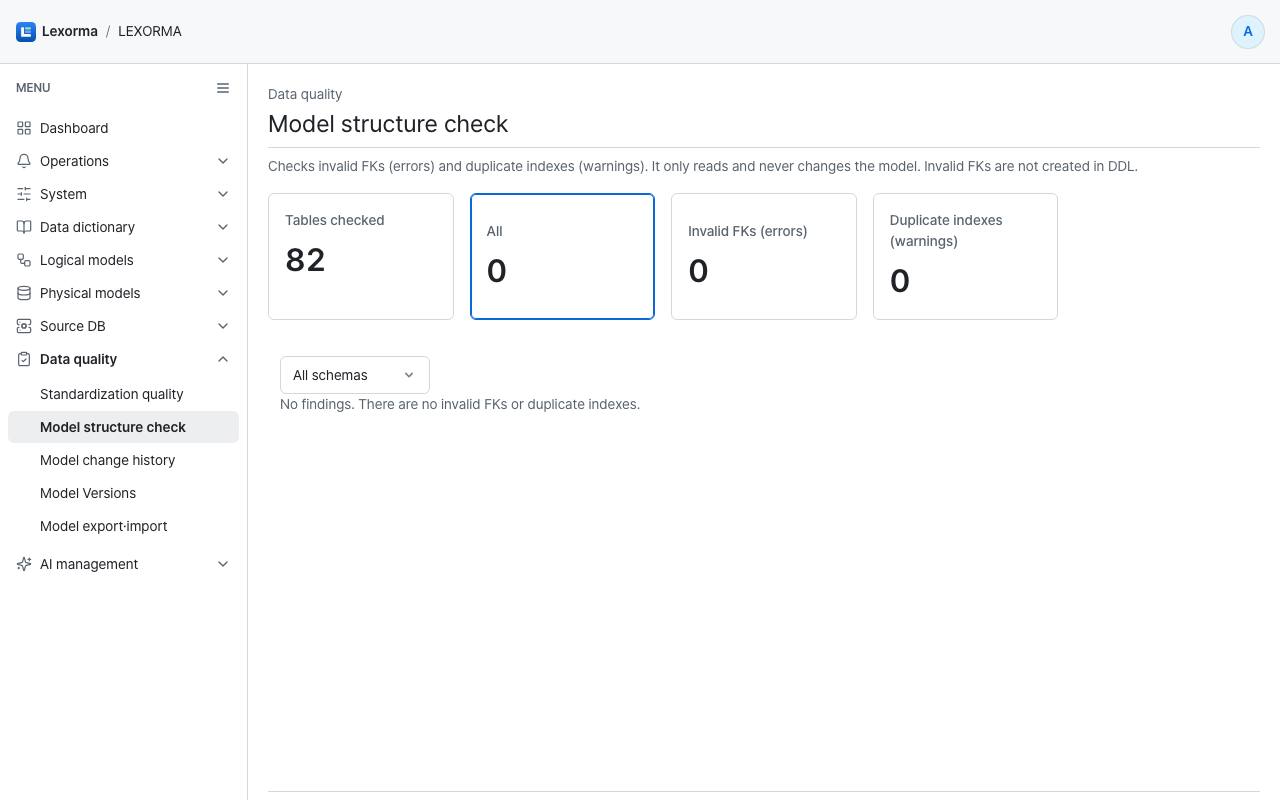 Lexorma / LEXORMA
A
MENU
Dashboard
Operations
System
Data dictionary
Logical models
Physical models
Source DB
Data quality
Standardization quality
Model structure check
Model change history
Model Versions
Model export·import
AI management
Data quality
Model structure check
Checks invalid FKs (errors) and duplicate indexes (warnings). It only reads and never changes the model. Invalid FKs are not created in DDL.
Tables checked
82
All
0
Invalid FKs (errors)
0
Duplicate indexes
(warnings)
0
All schemas
No findings. There are no invalid FKs or duplicate indexes.